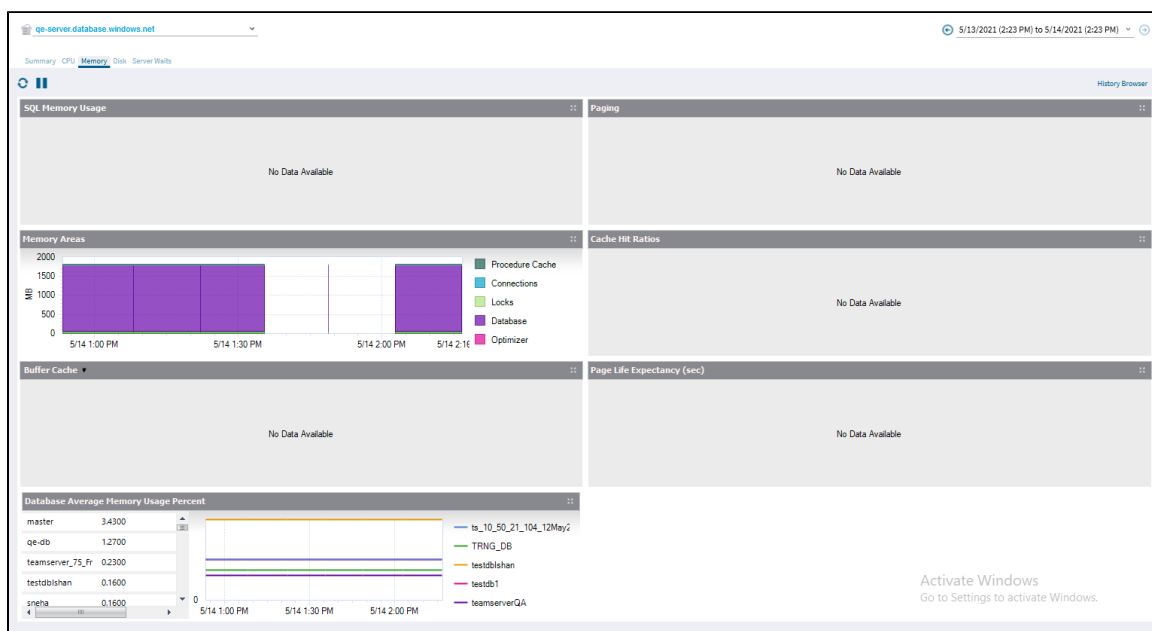 qe-server.database.windows.net
5/13/2021 (2:23 PM) to 5/14/2021 (2:23 PM)
Summary CPU Memory Disk Server Waits
History Browser
SQL Memory Usage
No Data Available
Paging
No Data Available
Memory Areas
MB
2000
1500
1000
500
0
5/14 1:00 PM 5/14 1:30 PM 5/14 2:00 PM 5/14 2:16
Procedure Cache
Connections
Locks
Database
Optimizer
Cache Hit Ratios
No Data Available
Buffer Cache
No Data Available
Page Life Expectancy (sec)
No Data Available
Database Average Memory Usage Percent
master 3.4300
qe-db 1.2700
teamserver_75_Fr 0.2300
testdblshan 0.1600
sneha 0.1600
0
5/14 1:00 PM 5/14 1:30 PM 5/14 2:00 PM
ts_10_50_21_104_12May2
TRNG_DB
testdblshan
testdb1
teamserverQA
Activate Windows
Go to Settings to activate Windows.